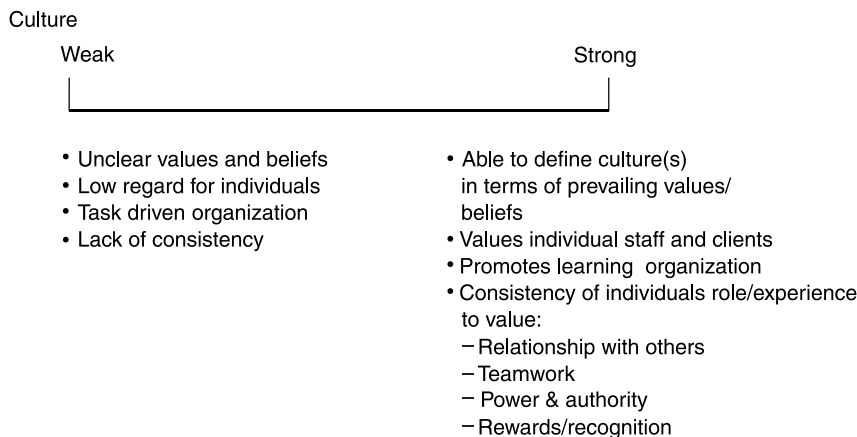 Culture
Weak
Strong
• Unclear values and beliefs
• Low regard for individuals
• Task driven organization
• Lack of consistency
• Able to define culture(s)
in terms of prevailing values/
beliefs
• Values individual staff and clients
• Promotes learning organization
• Consistency of individuals role/experience
to value:
– Relationship with others
– Teamwork
– Power & authority
– Rewards/recognition